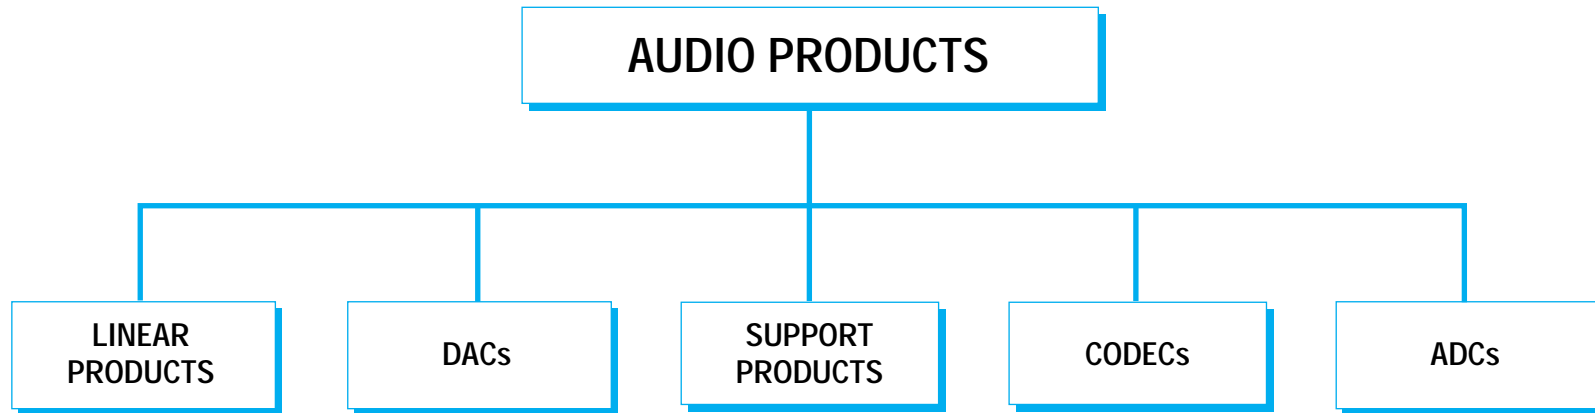 AUDIO PRODUCTS
LINEAR
PRODUCTS
DACs
SUPPORT
PRODUCTS
CODECs
ADCs